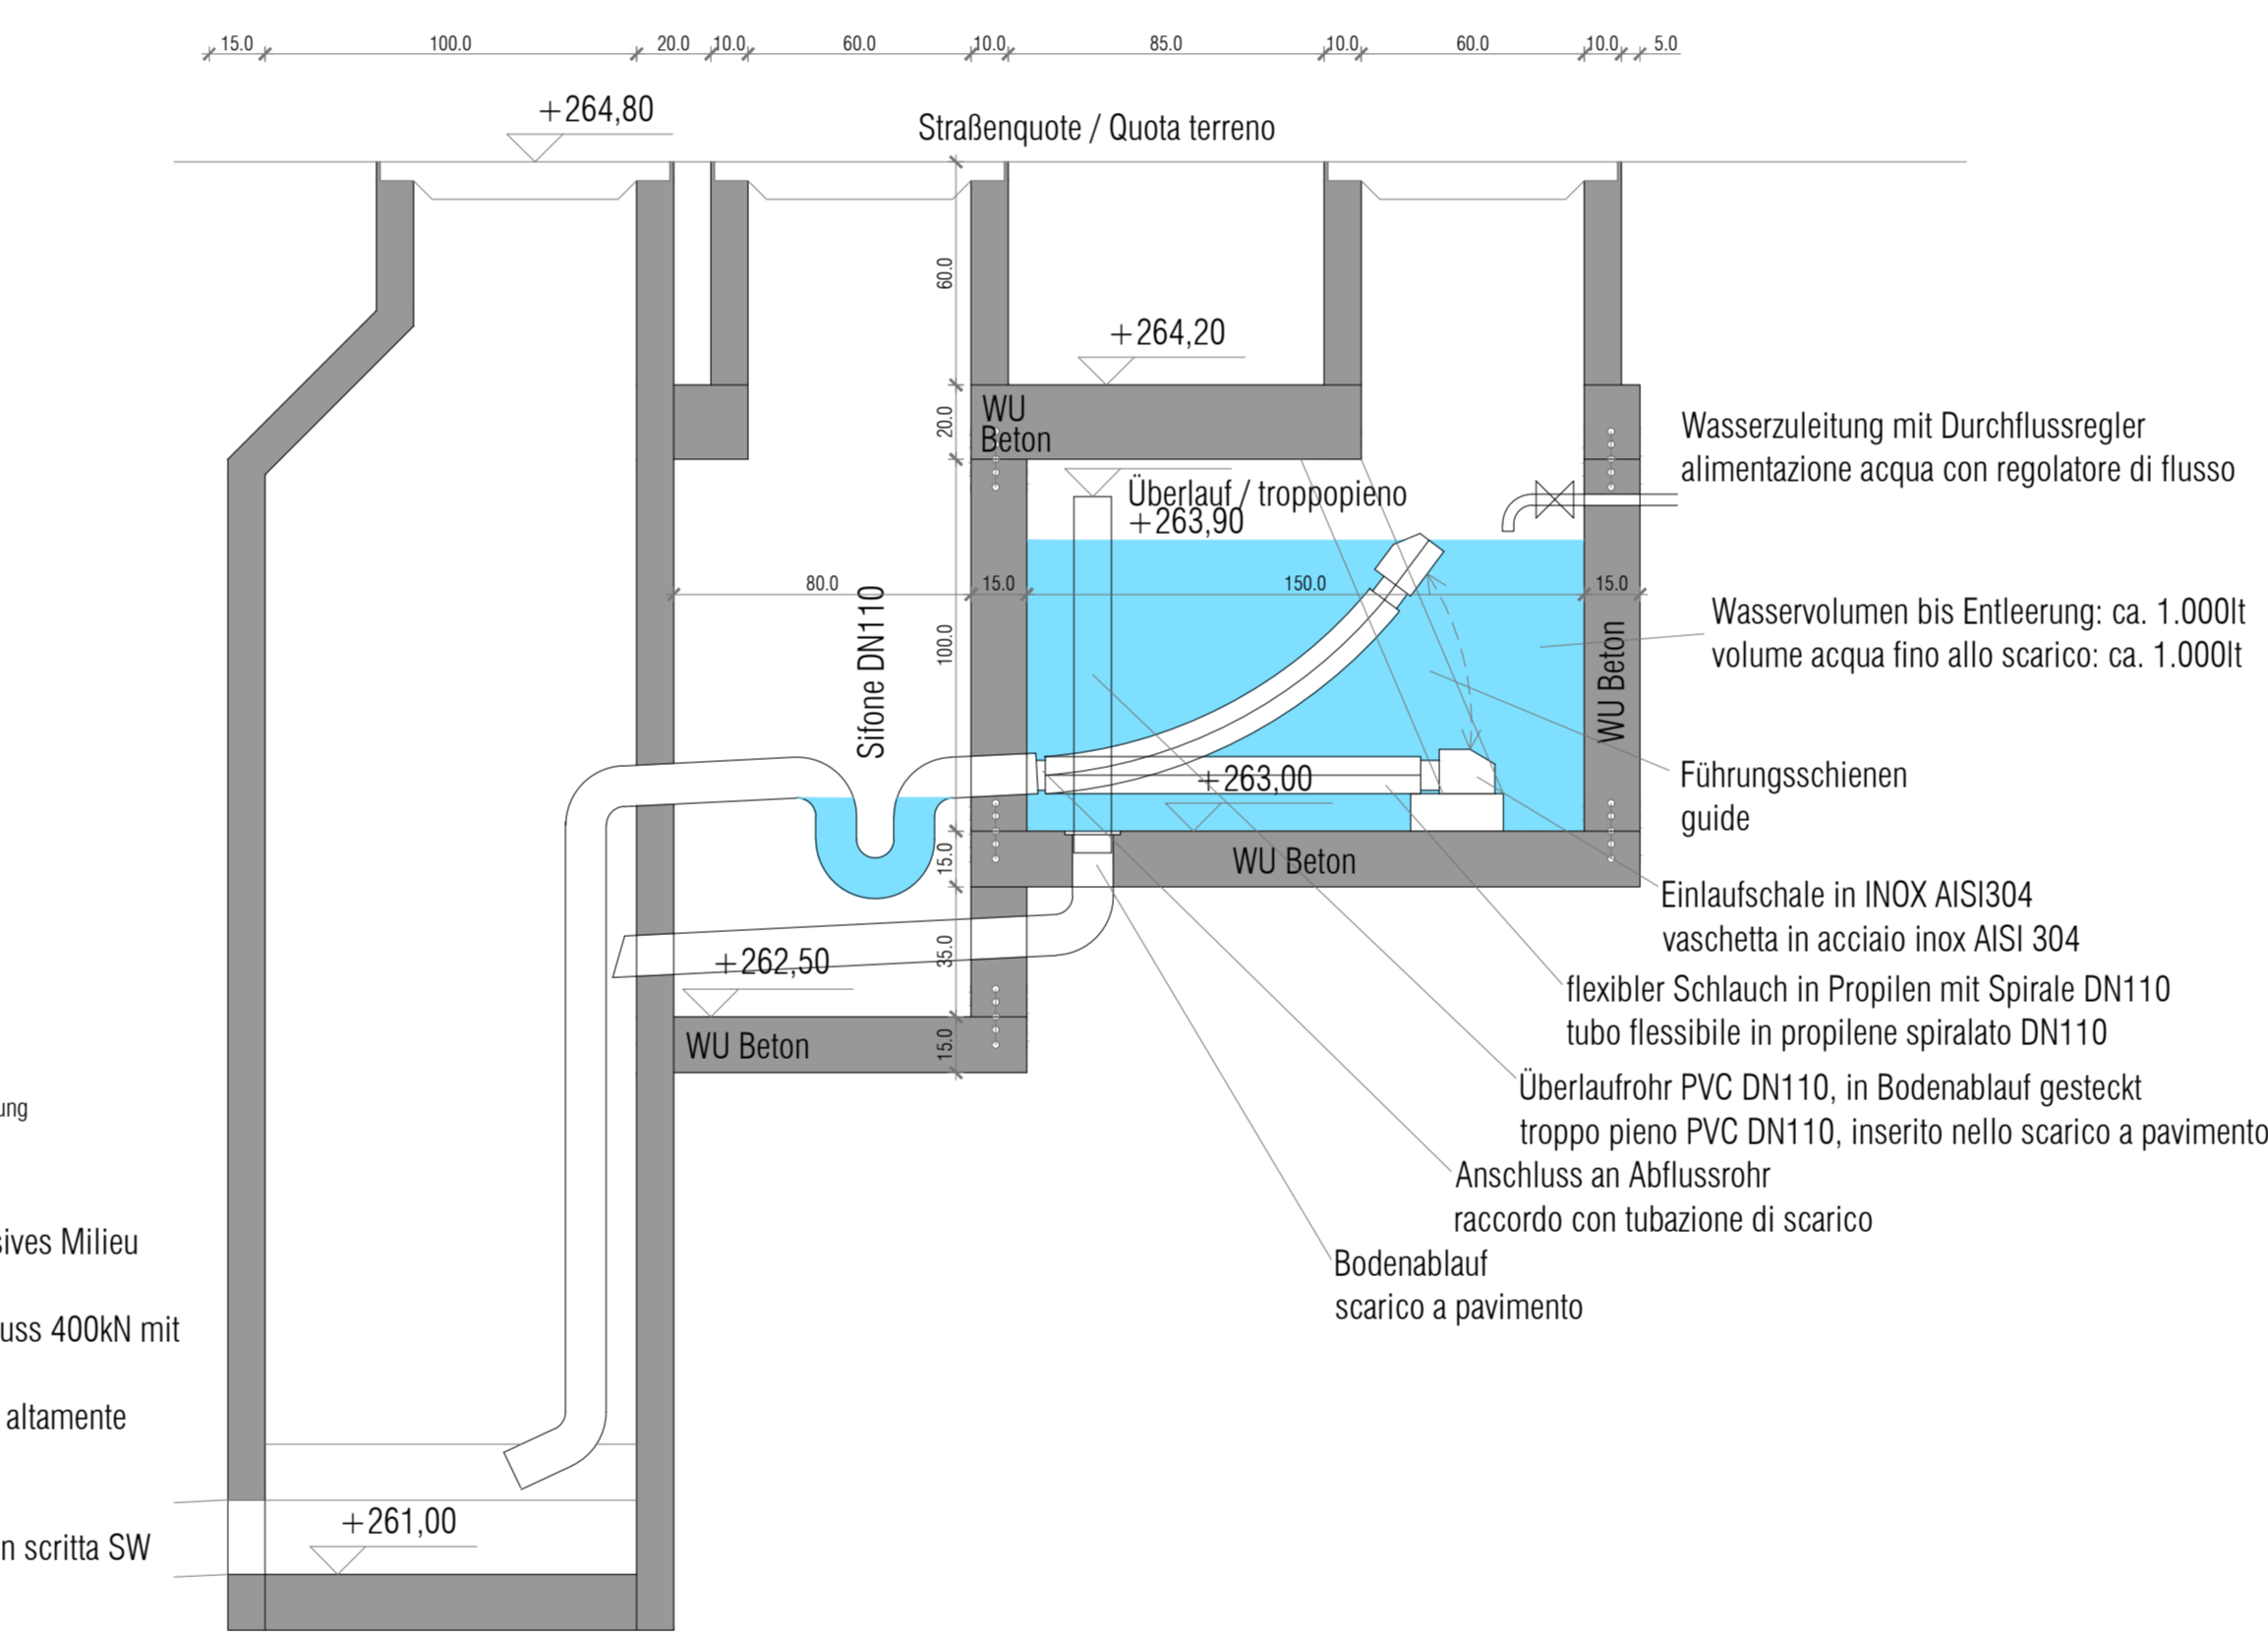 15.0 100.0 20.0 10.0 60.0 10.0 85.0 10.0 60.0 10.0 5.0
+264,80
Straßenquote / Quota terreno
60.0
+264,20
20.0
WU
Beton
Wasserzuleitung mit Durchflussregler
alimentazione acqua con regolatore di flusso
Überlauf / troppopieno
+263,90
80.0 15.0 150.0 15.0
Sifone DN110
100.0
WU Beton
Wasservolumen bis Entleerung: ca. 1.000lt
volume acqua fino allo scarico: ca. 1.000lt
+263,00
Führungsschienen
guide
15.0
WU Beton
Einlaufschale in INOX AISI304
vaschetta in acciaio inox AISI 304
35.0
+262,50
flexibler Schlauch in Propilen mit Spirale DN110
tubo flessibile in propilene spiralato DN110
15.0
WU Beton
Überlaufrohr PVC DN110, in Bodenablauf gesteckt
troppo pieno PVC DN110, inserito nello scarico a pavimento
Anschluss an Abflussrohr
raccordo con tubazione di scarico
Bodenablauf
scarico a pavimento
ung
sives Milieu
uss 400kN mit
altamente
n scritta SW
+261,00